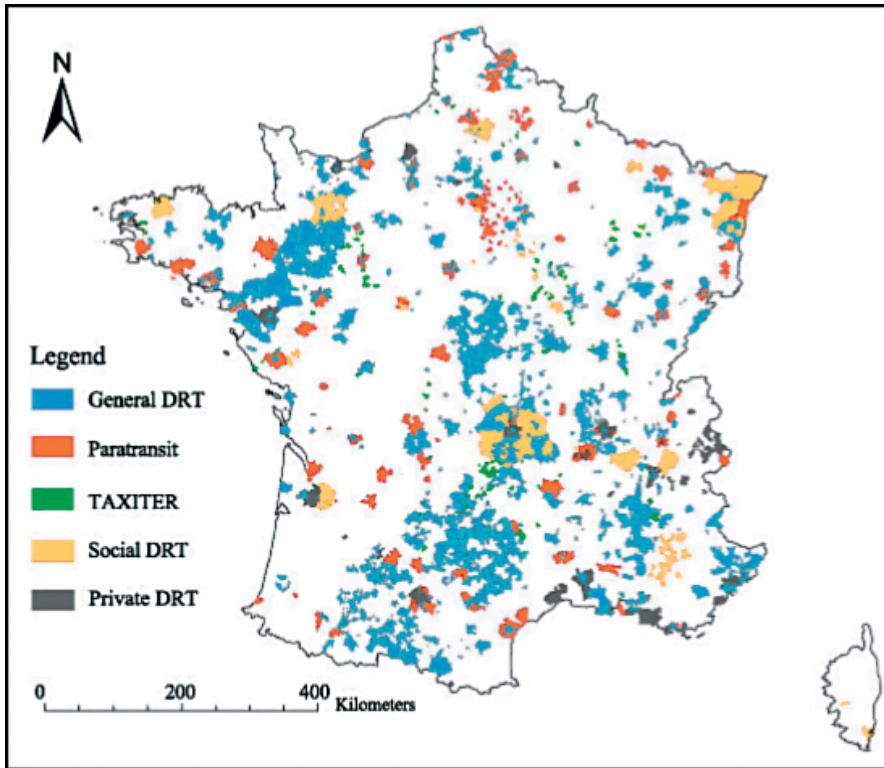 N
Legend
General DRT
Paratransit
TAXITER
Social DRT
Private DRT
0 200 400 Kilometers